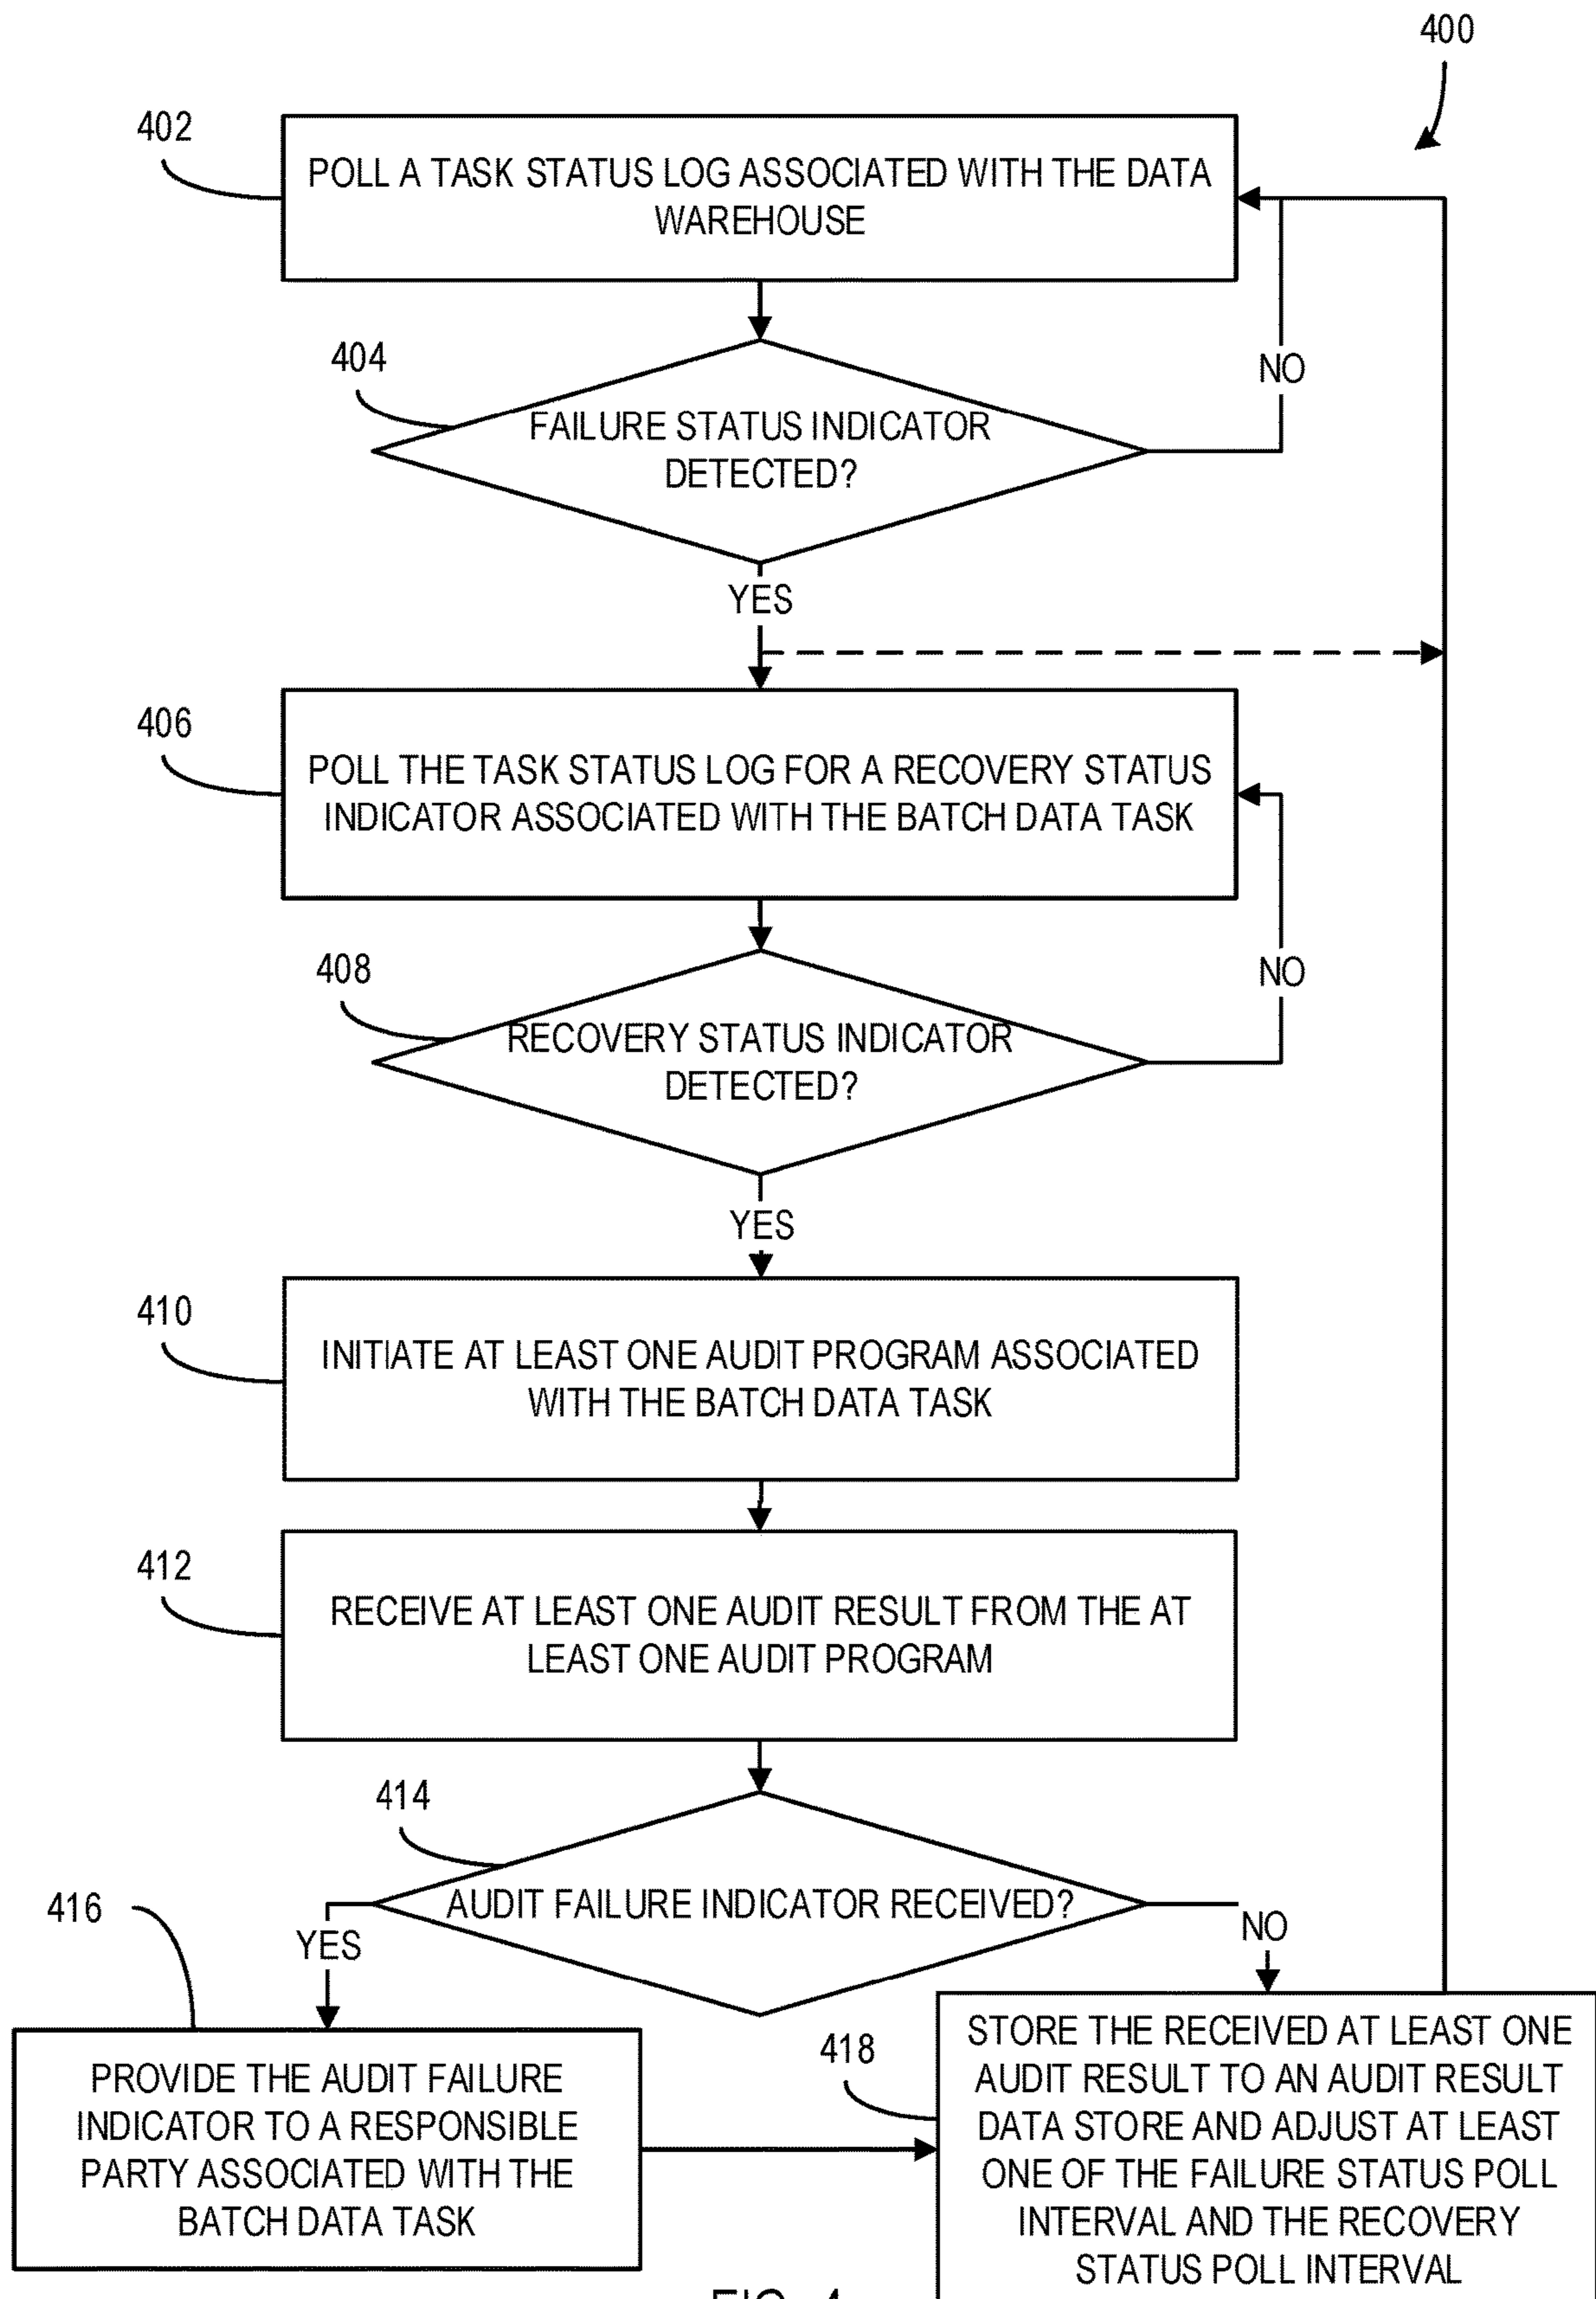 400
402
POLL A TASK STATUS LOG ASSOCIATED WITH THE DATA
WAREHOUSE
404
FAILURE STATUS INDICATOR
DETECTED?
NO
YES
406
POLL THE TASK STATUS LOG FOR A RECOVERY STATUS
INDICATOR ASSOCIATED WITH THE BATCH DATA TASK
408
RECOVERY STATUS INDICATOR
DETECTED?
NO
YES
410
INITIATE AT LEAST ONE AUDIT PROGRAM ASSOCIATED
WITH THE BATCH DATA TASK
412
RECEIVE AT LEAST ONE AUDIT RESULT FROM THE AT
LEAST ONE AUDIT PROGRAM
414
AUDIT FAILURE INDICATOR RECEIVED?
YES
NO
416
PROVIDE THE AUDIT FAILURE
INDICATOR TO A RESPONSIBLE
PARTY ASSOCIATED WITH THE
BATCH DATA TASK
418
STORE THE RECEIVED AT LEAST ONE
AUDIT RESULT TO AN AUDIT RESULT
DATA STORE AND ADJUST AT LEAST
ONE OF THE FAILURE STATUS POLL
INTERVAL AND THE RECOVERY
STATUS POLL INTERVAL